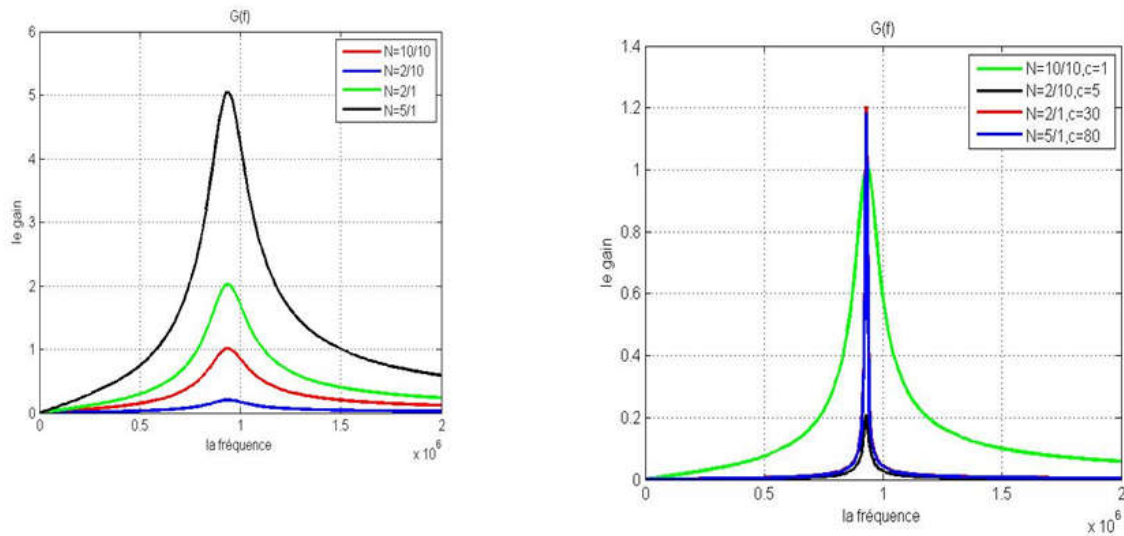 G(f)
6
5
4
3
2
1
0
le gain
N=10/10
N=2/10
N=2/1
N=5/1
0 0.5 1 1.5 2
la fréquence
x 10^6
G(f)
1.4
1.2
1
0.8
0.6
0.4
0.2
0
le gain
N=10/10,c=1
N=2/10,c=5
N=2/1,c=30
N=5/1,c=80
0 0.5 1 1.5 2
la fréquence
x 10^6